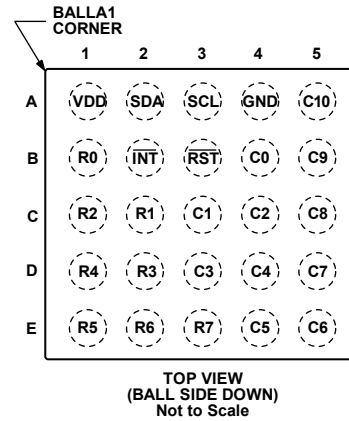 BALLA1
CORNER
1 2 3 4 5
A VDD SDA SCL GND C10
B R0 INT RST C0 C9
C R2 R1 C1 C2 C8
D R4 R3 C3 C4 C7
E R5 R6 R7 C5 C6
TOP VIEW
(BALL SIDE DOWN)
Not to Scale